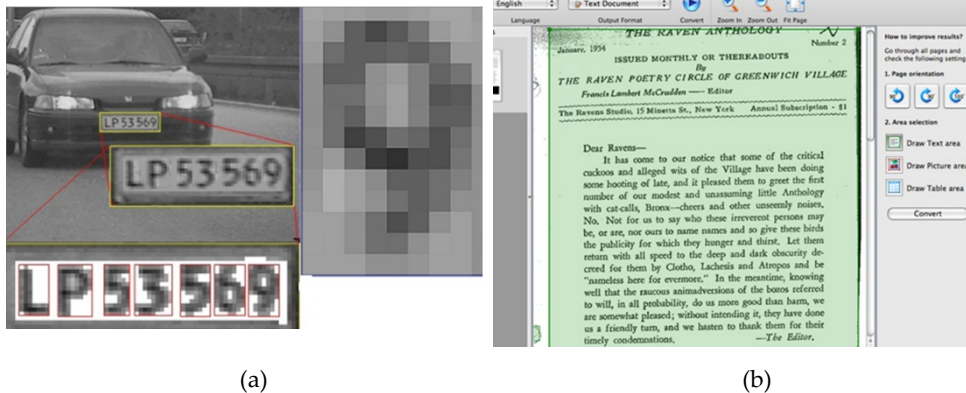 LP 53 569
LP 53 569
L P 5 3 5 6 9
(a)
English
Text Document
Language
Output Format
Convert
Zoom In
Zoom Out
Fit Page
THE RAVEN ANTHOLOGY
January, 1954
Number 2
ISSUED MONTHLY OR THEREABOUTS
By
THE RAVEN POETRY CIRCLE OF GREENWICH VILLAGE
Francis Lambert McCrudden — Editor
The Ravens Studio, 15 Minetta St., New York Annual Subscription - $1
Dear Ravens—
It has come to our notice that some of the critical
cuckoos and alleged wits of the Village have been doing
some hooting of late, and it pleased them to greet the first
number of our modest and unassuming little Anthology
with cat-calls, Bronx—cheers and other unseemly noises,
No, Not for us to say who these irreverent persons may
be, or are, nor ours to name names and so give these birds
the publicity for which they hunger and thirst. Let them
return with all speed to the deep and dark obscurity de-
creed for them by Clotho, Lachesis and Atropos and be
"nameless here for evermore." In the meantime, knowing
well that the raucous animadversions of the bozos referred
to will, in all probability, do us more good than harm, we
are somewhat pleased; without intending it, they have done
us a friendly turn, and we hasten to thank them for their
timely condemnations. —The Editor.
How to improve results?
Go through all pages and
check the following setting
1. Page orientation
2. Area selection
Draw Text area
Draw Picture area
Draw Table area
Convert
(b)